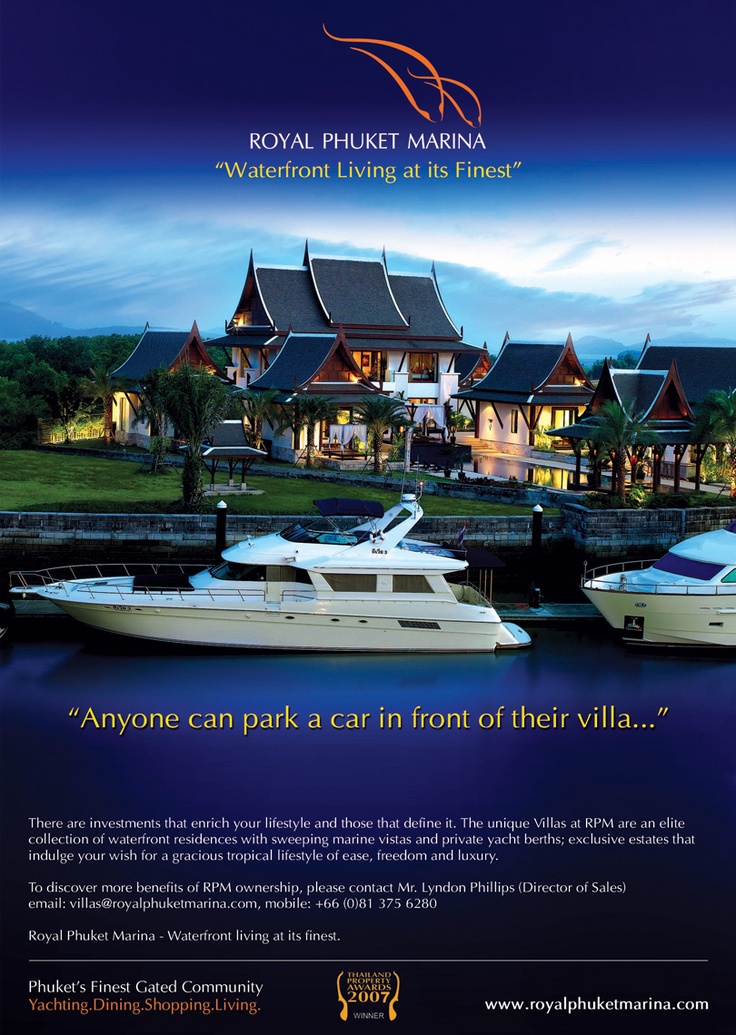 ROYAL PHUKET MARINA
“Waterfront Living at its Finest”
“Anyone can park a car in front of their villa...”
There are investments that enrich your lifestyle and those that define it. The unique Villas at RPM are an elite
collection of waterfront residences with sweeping marine vistas and private yacht berths; exclusive estates that
indulge your wish for a gracious tropical lifestyle of ease, freedom and luxury.
To discover more benefits of RPM ownership, please contact Mr. Lyndon Phillips (Director of Sales)
email: villas@royalphuketmarina.com, mobile: +66 (0)81 375 6280
Royal Phuket Marina - Waterfront living at its finest.
Phuket’s Finest Gated Community
Yachting.Dining.Shopping.Living.
THAILAND
PROPERTY
AWARDS
2007
WINNER
www.royalphuketmarina.com